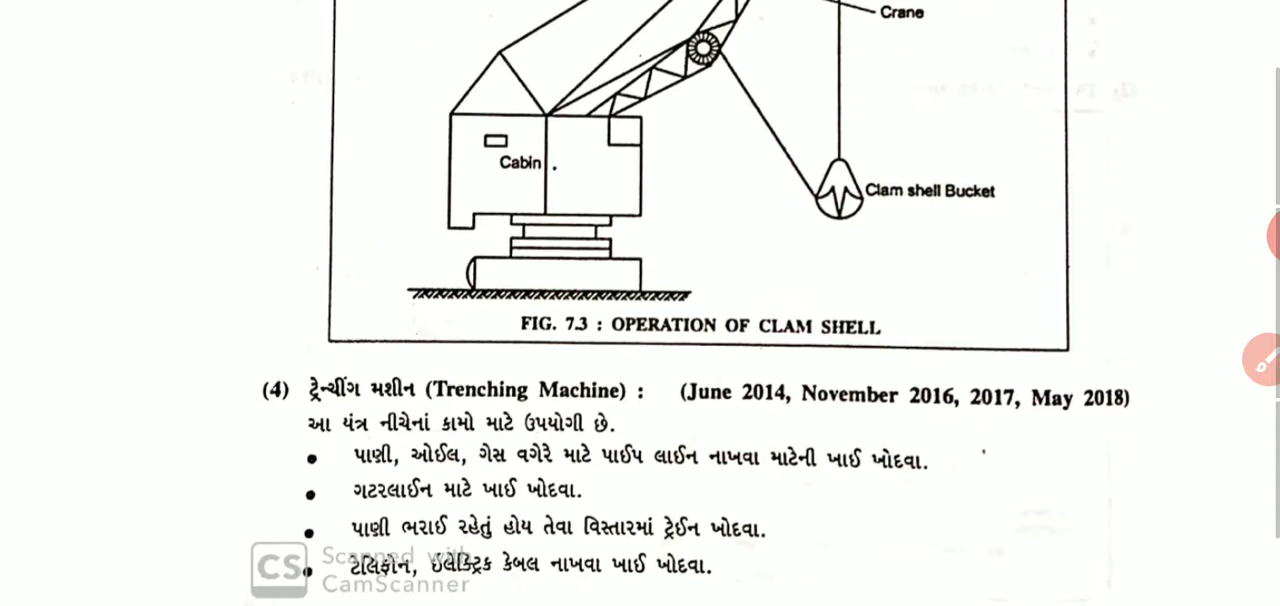 Crane
Cabin
Clam shell Bucket
FIG. 7.3 : OPERATION OF CLAM SHELL
(4) ટ્રેન્ચીંગ મશીન (Trenching Machine) : (June 2014, November 2016, 2017, May 2018)
આ યંત્ર નીચેનાં કામો માટે ઉપયોગી છે.
• પાણી, ઓઈલ, ગેસ વગેરે માટે પાઈપ લાઈન નાખવા માટેની ખાઈ ખોદવા.
• ગટરલાઈન માટે ખાઈ ખોદવા.
• પાણી ભરાઈ રહેતું હોય તેવા વિસ્તારમાં ટ્રેઈન ખોદવા.
• ટેલિફોન, ઇલેક્ટ્રિક કેબલ નાખવા ખાઈ ખોદવા.
CS Scanned with
CamScanner